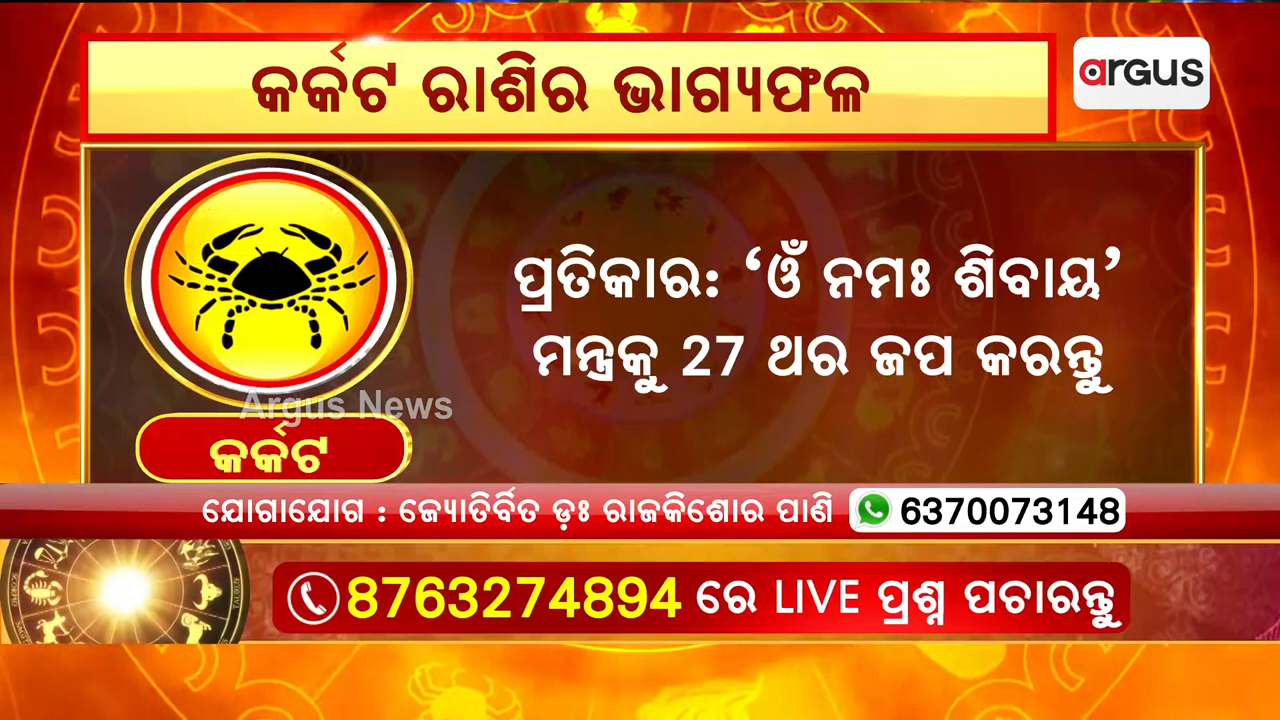 କର୍କଟ ରାଶିର ଭାଗ୍ୟଫଳ
argus
ପ୍ରତିକାର: ‘ଓଁ ନମଃ ଶିବାୟ’
ମନ୍ତ୍ରକୁ 27 ଥର ଜପ କରନ୍ତୁ
Argus News
କର୍କଟ
ଯୋଗାଯୋଗ : ଜ୍ୟୋତିର୍ବିତ ଡ଼ଃ ରାଜକିଶୋର ପାଣି 6370073148
8763274894 ରେ LIVE ପ୍ରଶ୍ନ ପଚାରନ୍ତୁ